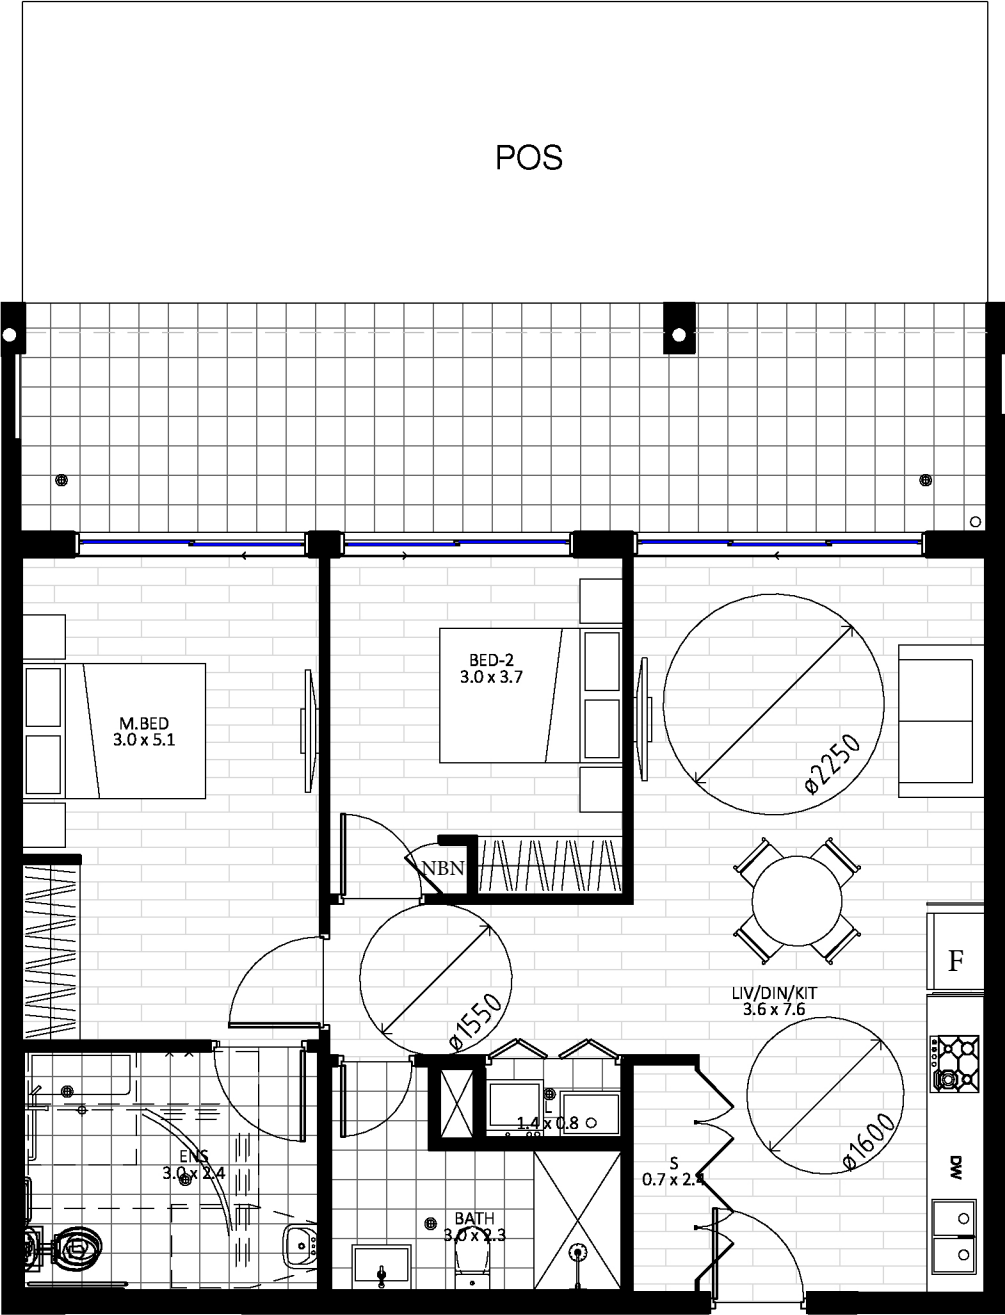 POS
BED-2
3.0 x 3.7
M.BED
3.0 x 5.1
ø2250
NBN
F
LIV/DIN/KIT
3.6 x 7.6
ø1550
L
1.4 x 0.8
ø1600
ENS
3.0 x 2.4
S
0.7 x 2.4
DW
BATH
3.0 x 2.3